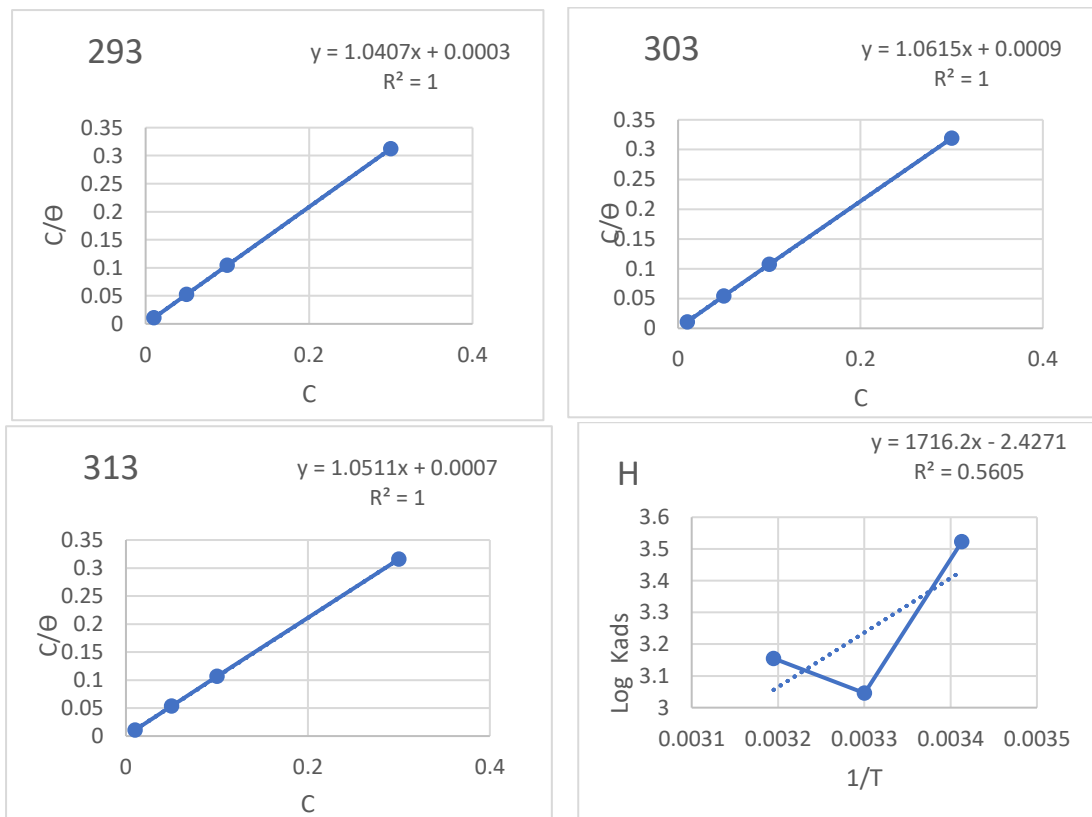 293
y = 1.0407x + 0.0003
R² = 1
0.35
0.3
0.25
0.2
0.15
0.1
0.05
0
C/Θ
0
0.2
0.4
C
303
y = 1.0615x + 0.0009
R² = 1
0.35
0.3
0.25
0.2
0.15
0.1
0.05
0
C/Θ
0
0.2
0.4
C
313
y = 1.0511x + 0.0007
R² = 1
0.35
0.3
0.25
0.2
0.15
0.1
0.05
0
C/Θ
0
0.2
0.4
C
H
y = 1716.2x - 2.4271
R² = 0.5605
3.6
3.5
3.4
3.3
3.2
3.1
3
Log Kads
0.0031
0.0032
0.0033
0.0034
0.0035
1/T